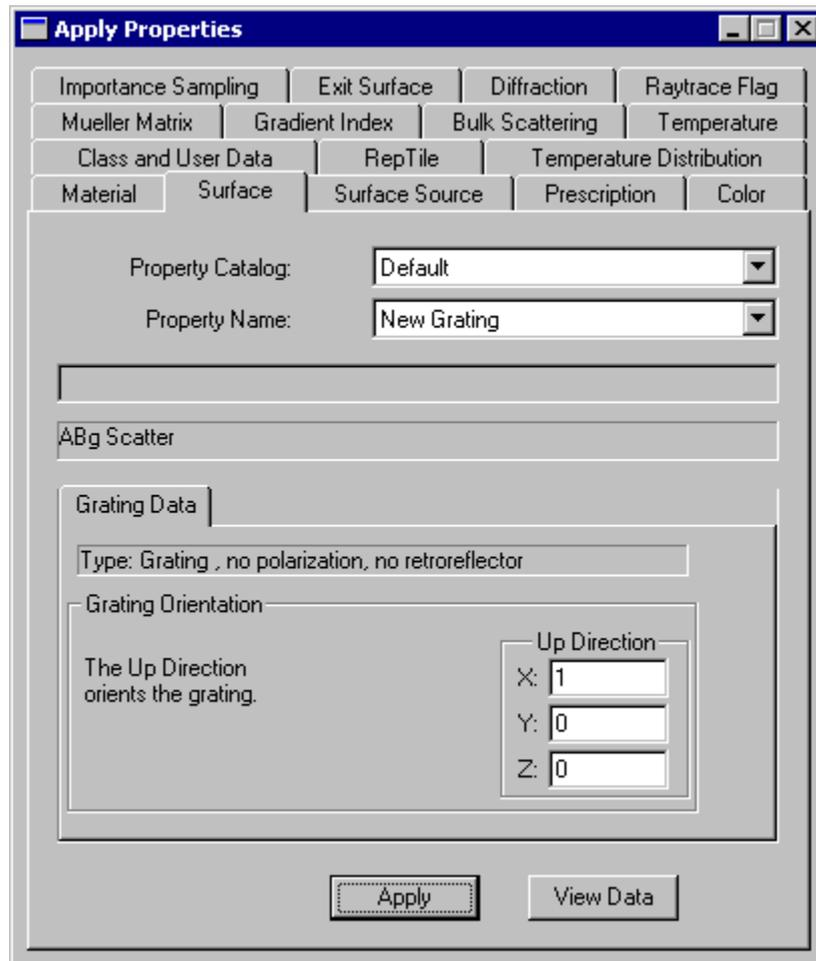 Apply Properties
Importance Sampling Exit Surface Diffraction Raytrace Flag
Mueller Matrix Gradient Index Bulk Scattering Temperature
Class and User Data RepTile Temperature Distribution
Material Surface Surface Source Prescription Color
Property Catalog: Default
Property Name: New Grating
ABg Scatter
Grating Data
Type: Grating , no polarization, no retroreflector
Grating Orientation
Up Direction
The Up Direction
orients the grating.
X: 1
Y: 0
Z: 0
Apply View Data